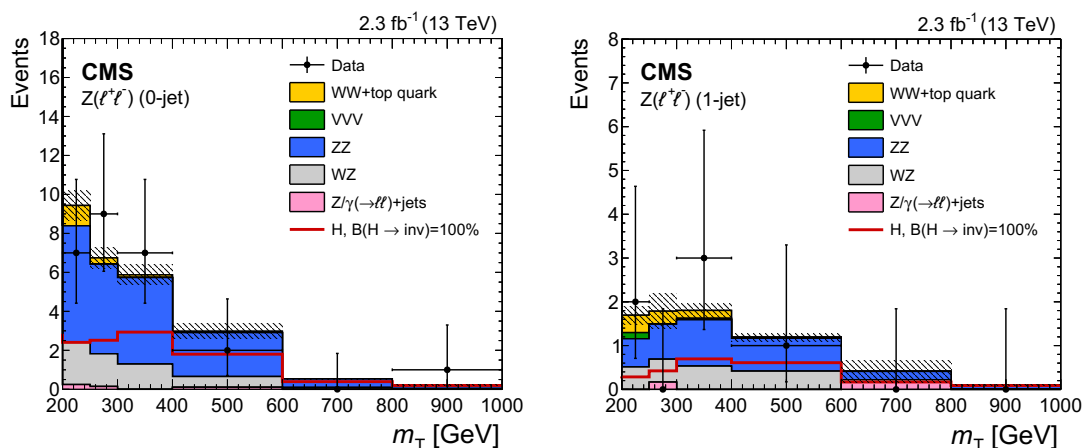 2.3 fb⁻¹ (13 TeV)
Events
18
16
14
12
10
8
6
4
2
0
CMS
Z(ℓ⁺ℓ⁻) (0-jet)
Data
WW+top quark
VVV
ZZ
WZ
Z/γ(→ℓℓ)+jets
H, B(H → inv)=100%
200 300 400 500 600 700 800 900 1000
m_T [GeV]
2.3 fb⁻¹ (13 TeV)
Events
8
7
6
5
4
3
2
1
0
CMS
Z(ℓ⁺ℓ⁻) (1-jet)
Data
WW+top quark
VVV
ZZ
WZ
Z/γ(→ℓℓ)+jets
H, B(H → inv)=100%
200 300 400 500 600 700 800 900 1000
m_T [GeV]